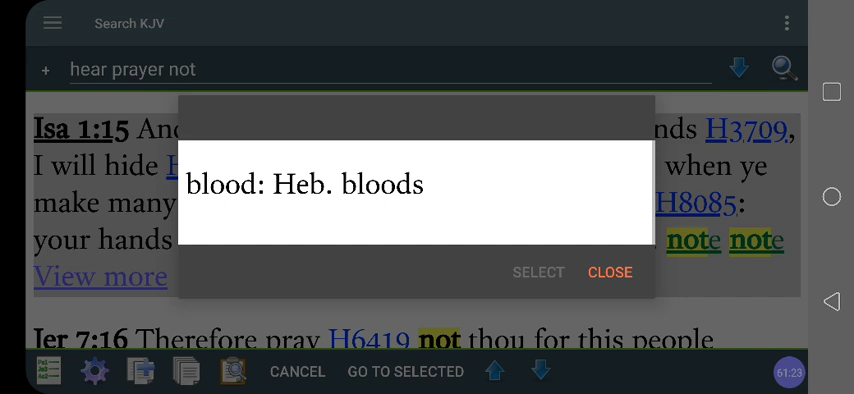 Search KJV
+ hear prayer not
Isa 1:15 And nds H3709,
I will hide H when ye
make many H8085:
your hands note note
View more
blood: Heb. bloods
SELECT CLOSE
Jer 7:16 Therefore pray H6419 not thou for this people
CANCEL GO TO SELECTED 61:23